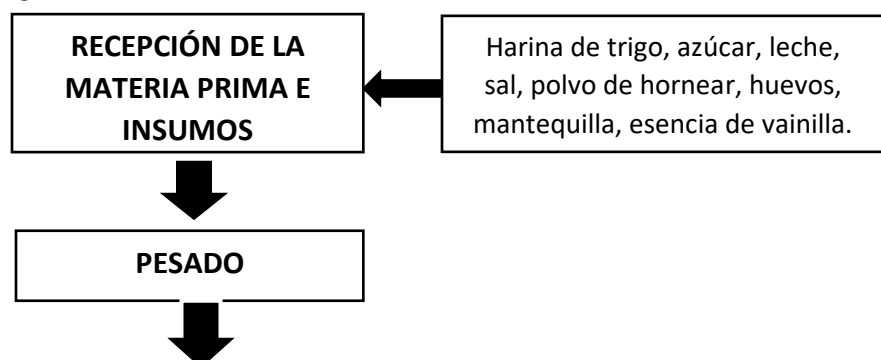 RECEPCIÓN DE LA
MATERIA PRIMA E
INSUMOS
Harina de trigo, azúcar, leche,
sal, polvo de hornear, huevos,
mantequilla, esencia de vainilla.
PESADO